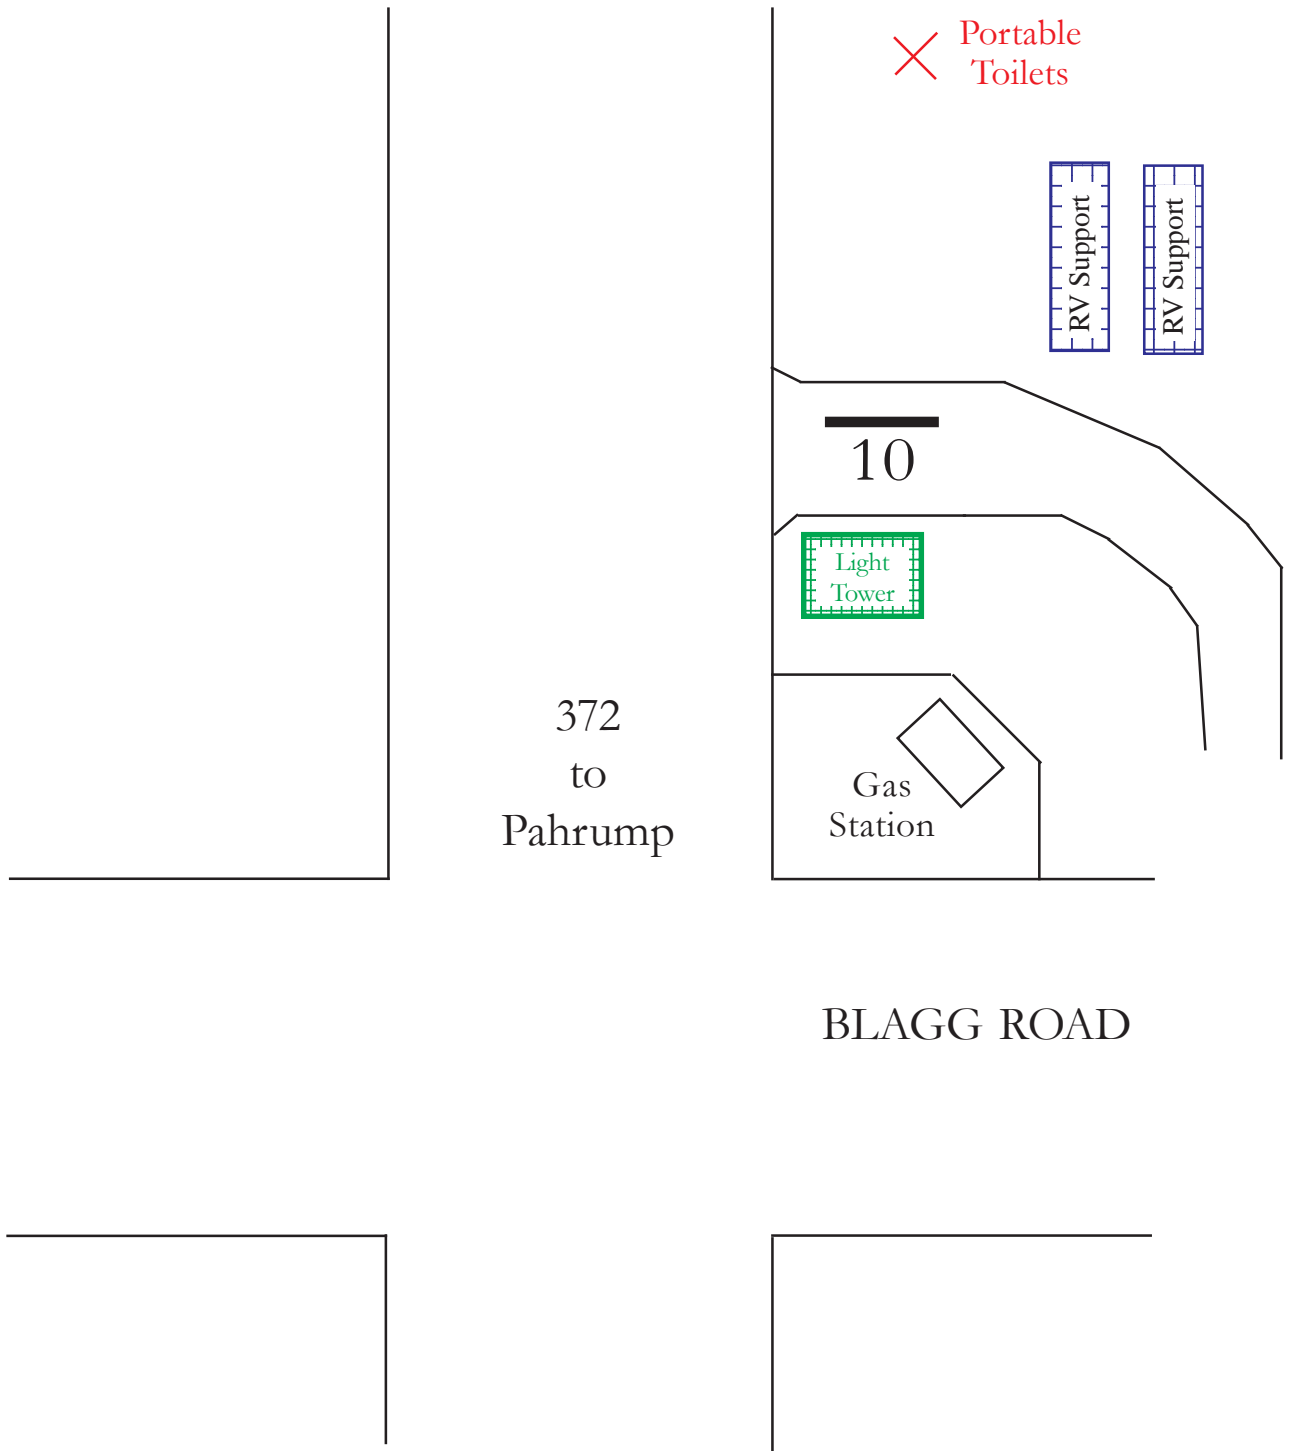 Portable
Toilets
RV Support
RV Support
10
Light
Tower
372
to
Pahrump
Gas
Station
BLAGG ROAD